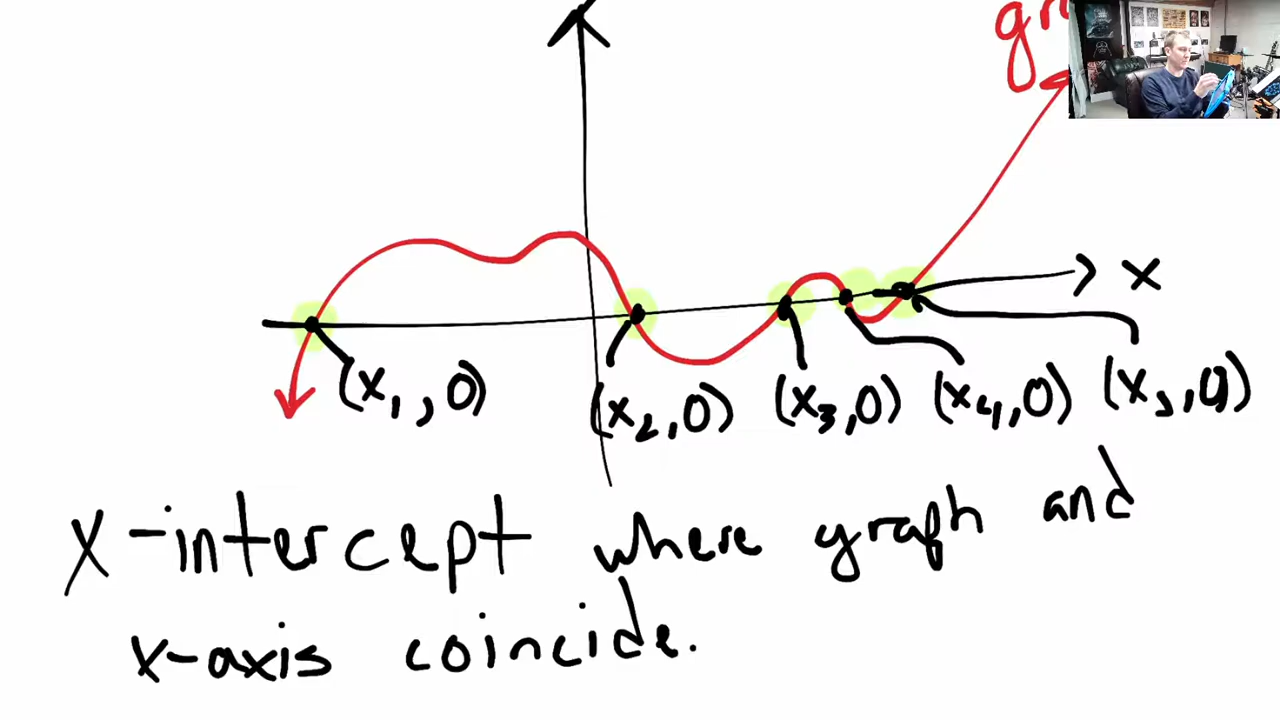 x
(x₁, 0)
(x₂, 0) (x₃, 0) (x₄, 0) (x₅, 0)
x-intercept where graph and
x-axis coincide.